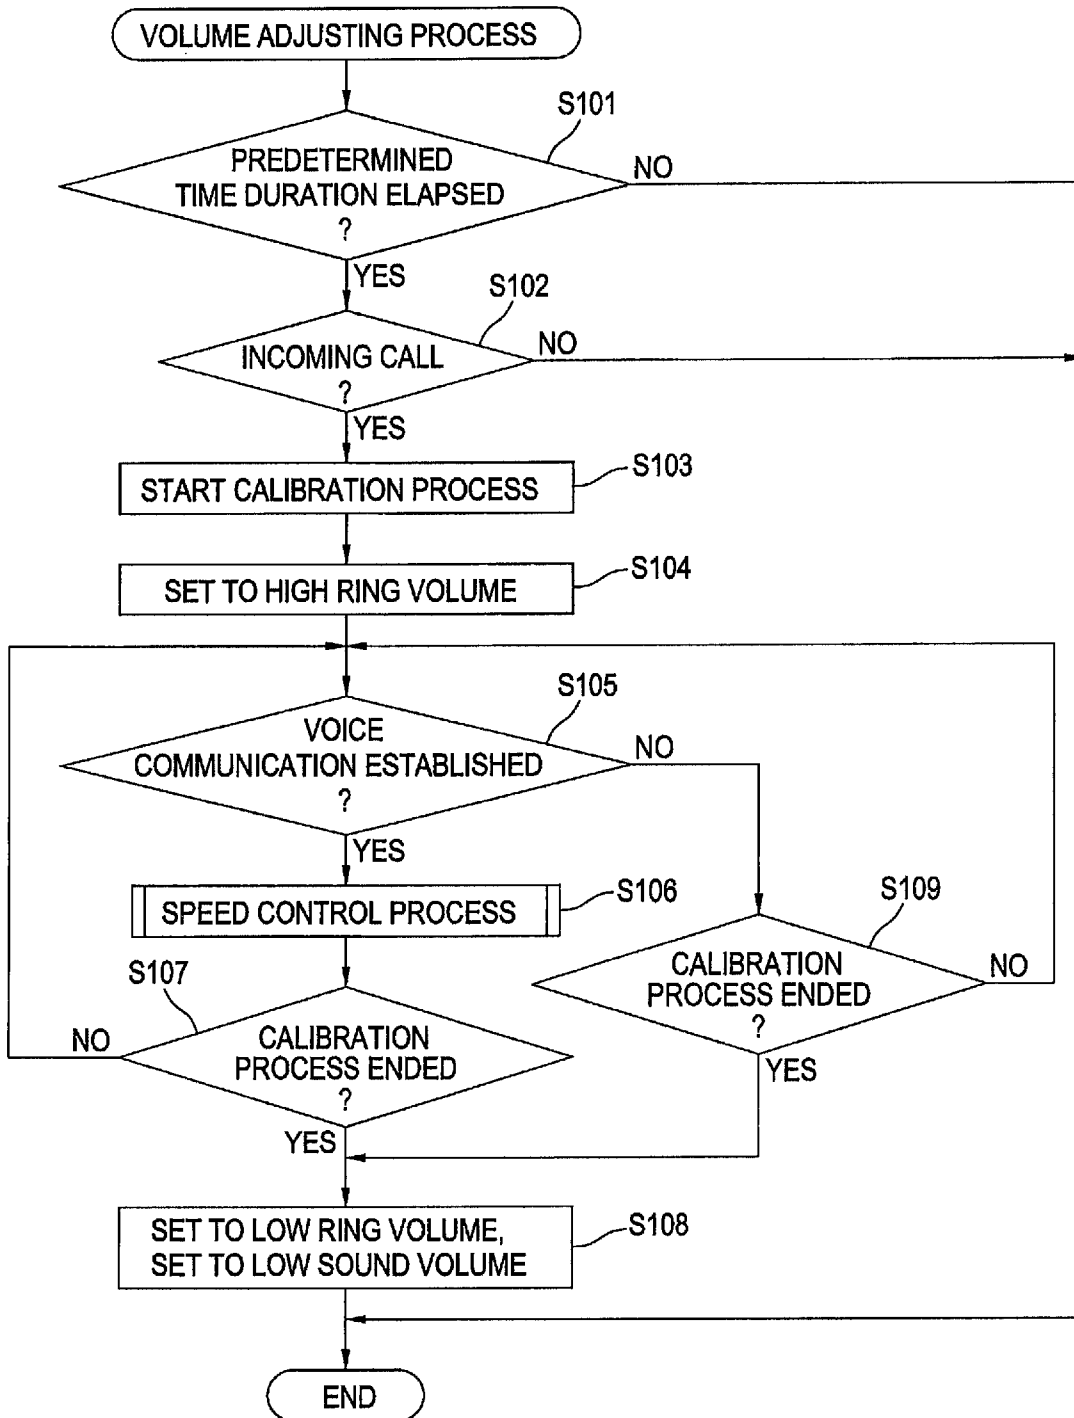 VOLUME ADJUSTING PROCESS
S101
PREDETERMINED
TIME DURATION ELAPSED
?
NO
YES
S102
INCOMING CALL
?
NO
YES
S103
START CALIBRATION PROCESS
S104
SET TO HIGH RING VOLUME
S105
VOICE
COMMUNICATION ESTABLISHED
?
NO
YES
S106
SPEED CONTROL PROCESS
S109
CALIBRATION
PROCESS ENDED
?
NO
YES
S107
CALIBRATION
PROCESS ENDED
?
NO
YES
S108
SET TO LOW RING VOLUME,
SET TO LOW SOUND VOLUME
END